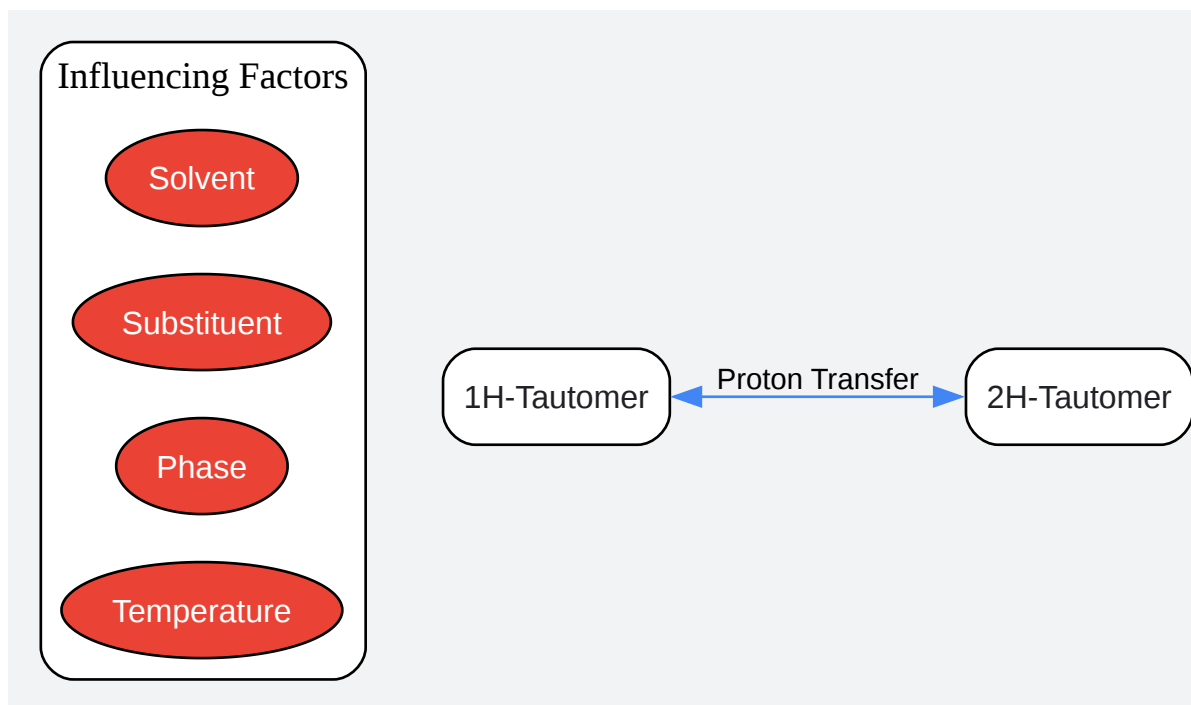 Influencing Factors
Solvent
Substituent
Phase
Temperature
1H-Tautomer
Proton Transfer
2H-Tautomer